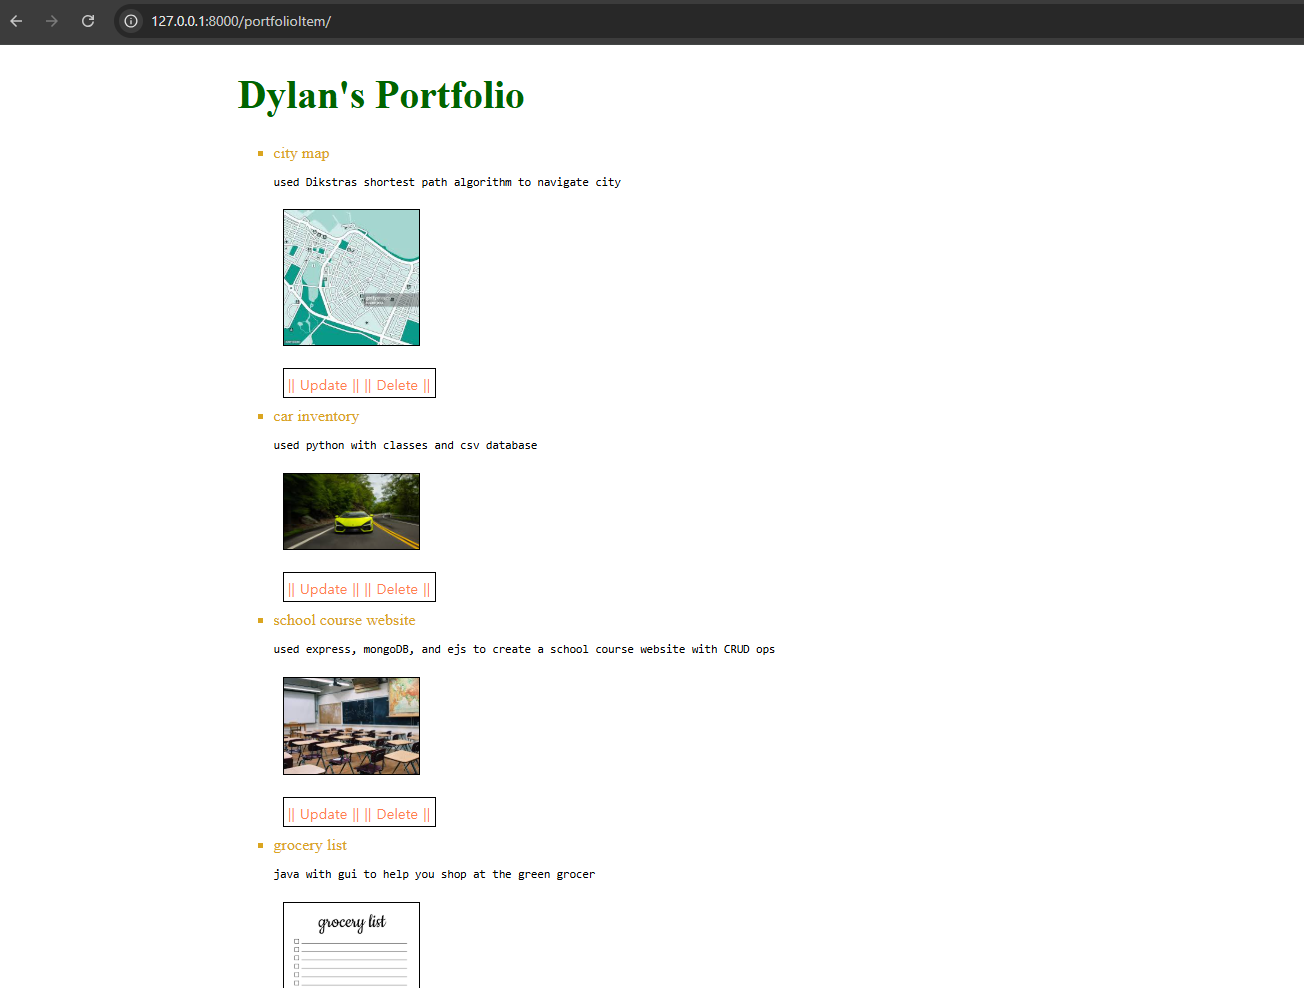 127.0.0.1:8000/portfolioItem/
Dylan's Portfolio
city map
used Dikstras shortest path algorithm to navigate city
|| Update || || Delete ||
car inventory
used python with classes and csv database
|| Update || || Delete ||
school course website
used express, mongoDB, and ejs to create a school course website with CRUD ops
|| Update || || Delete ||
grocery list
java with gui to help you shop at the green grocer
grocery list